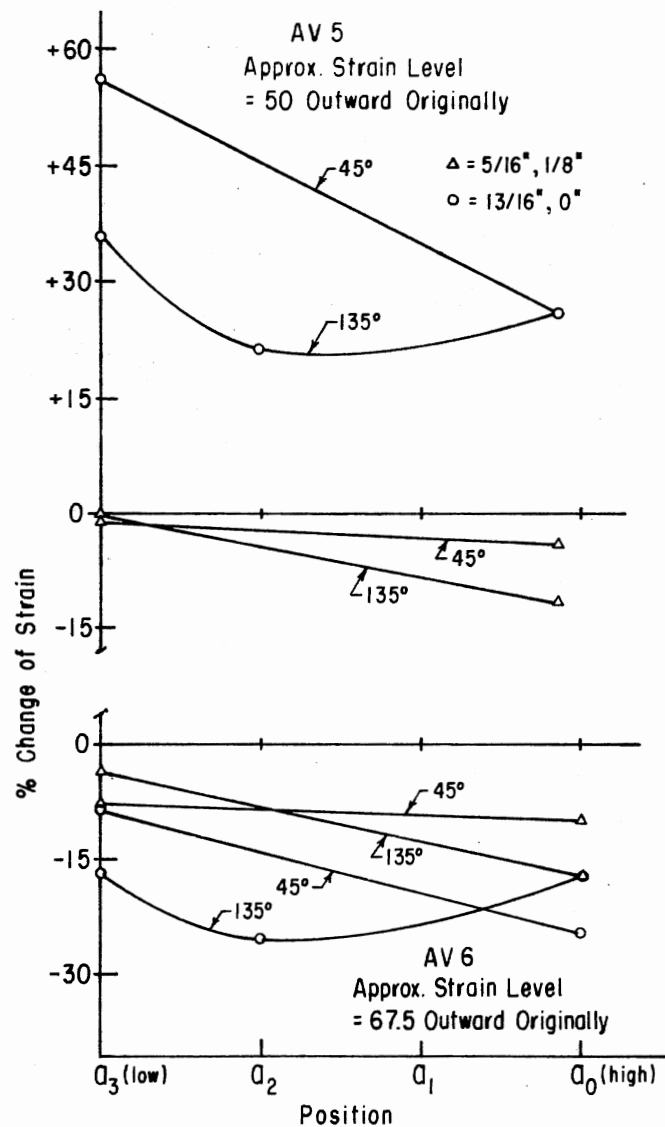 AV 5
Approx. Strain Level
= 50 Outward Originally
Δ = 5/16", 1/8"
o = 13/16", 0"
+60
+45
+30
+15
0
-15
45°
135°
45°
135°
% Change of Strain
0
-15
-30
45°
135°
45°
135°
AV 6
Approx. Strain Level
= 67.5 Outward Originally
a3 (low) a2 a1 a0 (high)
Position